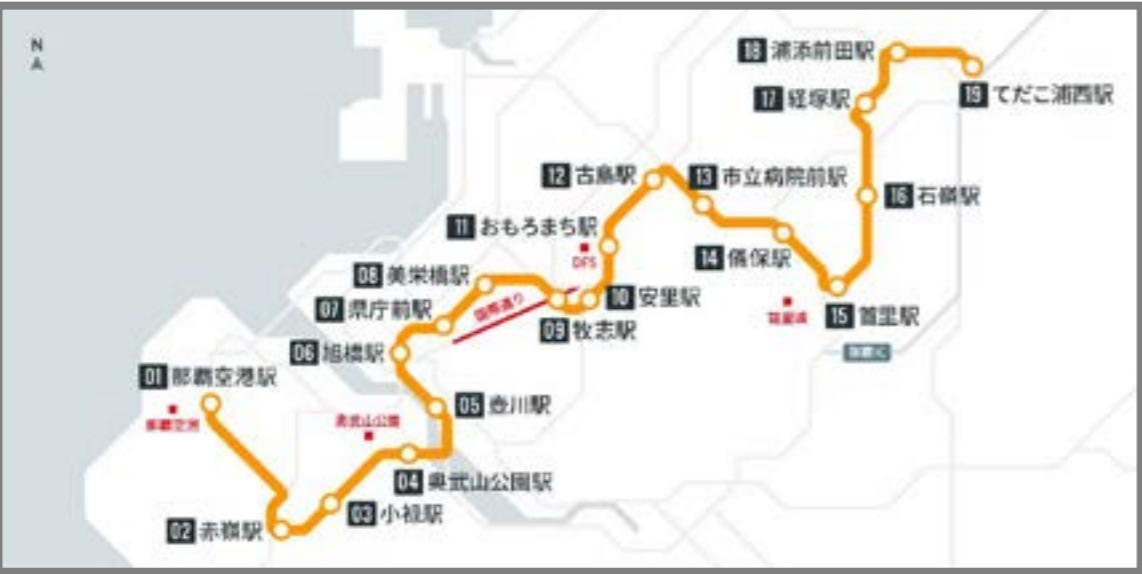 N
18 浦添前田駅
19 てだこ浦西駅
17 経塚駅
12 古島駅
13 市立病院前駅
16 石嶺駅
11 おもろまち駅
DFS
14 儀保駅
08 美栄橋駅
10 安里駅
国際通り
07 県庁前駅
09 牧志駅
首里城
15 首里駅
06 旭橋駅
01 那覇空港駅
那覇空港
05 壺川駅
奥武山公園
04 奥武山公園駅
03 小禄駅
02 赤嶺駅